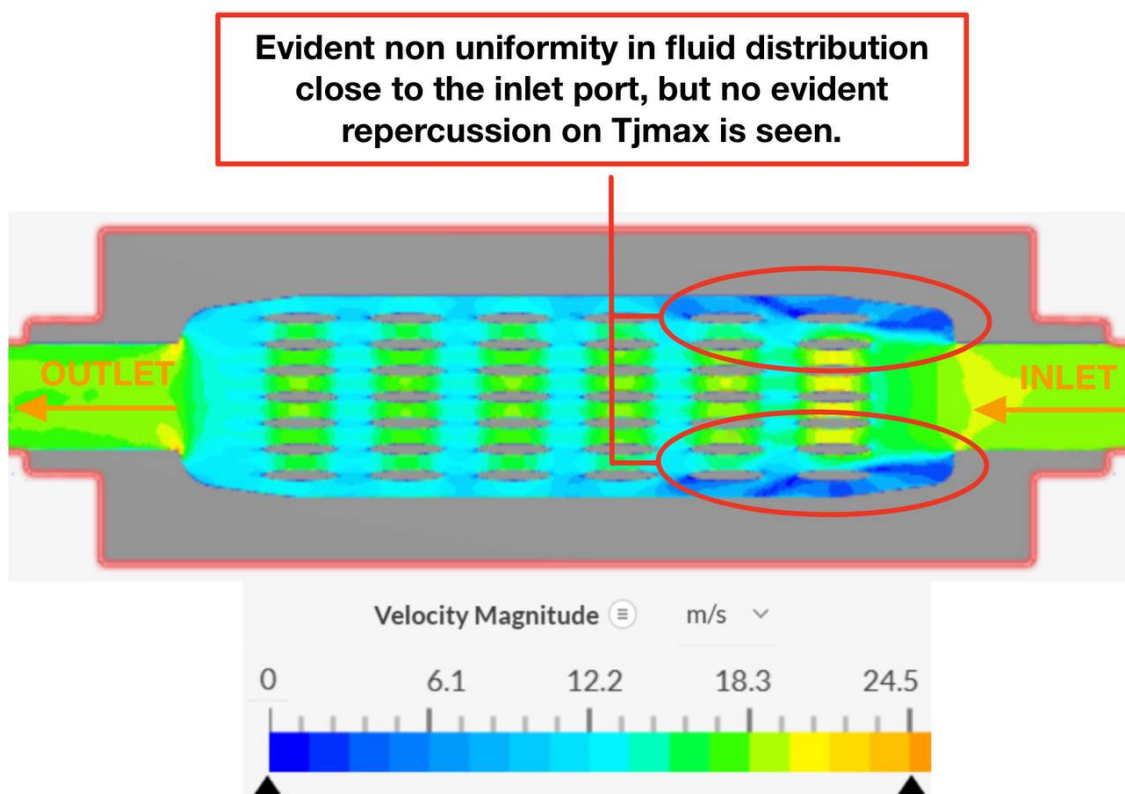 Evident non uniformity in fluid distribution
close to the inlet port, but no evident
repercussion on Tjmax is seen.
OUTLET
INLET
Velocity Magnitude m/s
0 6.1 12.2 18.3 24.5